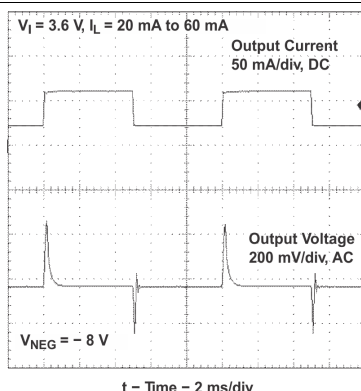 V_I = 3.6 V, I_L = 20 mA to 60 mA
Output Current
50 mA/div, DC
Output Voltage
200 mV/div, AC
V_NEG = − 8 V
t − Time − 2 ms/div